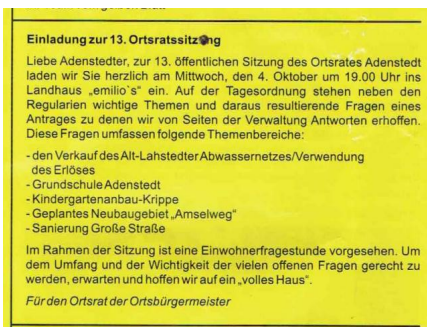 Einladung zur 13. Ortsratssitzung
Liebe Adenstedter, zur 13. öffentlichen Sitzung des Ortsrates Adenstedt
laden wir Sie herzlich am Mittwoch, den 4. Oktober um 19.00 Uhr ins
Landhaus „emilio`s“ ein. Auf der Tagesordnung stehen neben den
Regularien wichtige Themen und daraus resultierende Fragen eines
Antrages zu denen wir von Seiten der Verwaltung Antworten erhoffen.
Diese Fragen umfassen folgende Themenbereiche:
- den Verkauf des Alt-Lahstedter Abwassernetzes/Verwendung
des Erlöses
- Grundschule Adenstedt
- Kindergartenanbau-Krippe
- Geplantes Neubaugebiet „Amselweg“
- Sanierung Große Straße
Im Rahmen der Sitzung ist eine Einwohnerfragestunde vorgesehen. Um
dem Umfang und der Wichtigkeit der vielen offenen Fragen gerecht zu
werden, erwarten und hoffen wir auf ein „volles Haus“.
Für den Ortsrat der Ortsbürgermeister